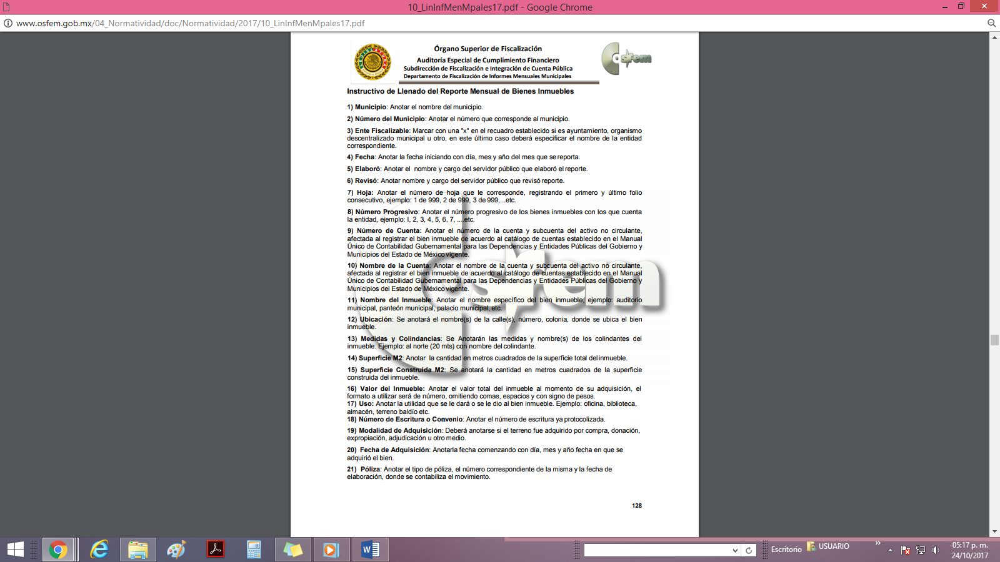 10_LinInfMenMpales17.pdf - Google Chrome
www.osfem.gob.mx/04_Normatividad/doc/Normatividad/2017/10_LinInfMenMpales17.pdf
Órgano Superior de Fiscalización
Auditoría Especial de Cumplimiento Financiero
Subdirección de Fiscalización e Integración de Cuenta Pública
Departamento de Fiscalización de Informes Mensuales Municipales
osfem
Instructivo de Llenado del Reporte Mensual de Bienes Inmuebles
1) Municipio: Anotar el nombre del municipio.
2) Número del Municipio: Anotar el número que corresponde al municipio.
3) Ente Fiscalizable: Marcar con una "x" en el recuadro establecido si es ayuntamiento, organismo
descentralizado municipal u otro, en este último caso deberá especificar el nombre de la entidad
correspondiente.
4) Fecha: Anotar la fecha iniciando con día, mes y año del mes que se reporta.
5) Elaboró: Anotar el nombre y cargo del servidor público que elaboró el reporte.
6) Revisó: Anotar nombre y cargo del servidor público que revisó reporte.
7) Hoja: Anotar el número de hoja que le corresponde, registrando el primero y último folio
consecutivo, ejemplo: 1 de 999, 2 de 999, 3 de 999,...etc.
8) Número Progresivo: Anotar el número progresivo de los bienes inmuebles con los que cuenta
la entidad, ejemplo: I, 2, 3, 4, 5, 6, 7, ....etc.
9) Número de Cuenta: Anotar el número de la cuenta y subcuenta del activo no circulante,
afectada al registrar el bien inmueble de acuerdo al catálogo de cuentas establecido en el Manual
Único de Contabilidad Gubernamental para las Dependencias y Entidades Públicas del Gobierno y
Municipios del Estado de México vigente.
10) Nombre de la Cuenta: Anotar el nombre de la cuenta y subcuenta del activo no circulante,
afectada al registrar el bien inmueble de acuerdo al catálogo de cuentas establecido en el Manual
Único de Contabilidad Gubernamental para las Dependencias y Entidades Públicas del Gobierno y
Municipios del Estado de México vigente.
11) Nombre del Inmueble: Anotar el nombre específico del bien inmueble, ejemplo: auditorio
municipal, panteón municipal, palacio municipal, etc.
12) Ubicación: Se anotará el nombre(s) de la calle(s), número, colonia, donde se ubica el bien
inmueble.
13) Medidas y Colindancias: Se Anotarán las medidas y nombre(s) de los colindantes del
inmueble. Ejemplo: al norte (20 mts) con nombre del colindante.
14) Superficie M2: Anotar la cantidad en metros cuadrados de la superficie total del inmueble.
15) Superficie Construida M2: Se anotará la cantidad en metros cuadrados de la superficie
construida del inmueble.
16) Valor del Inmueble: Anotar el valor total del inmueble al momento de su adquisición, el
formato a utilizar será de número, omitiendo comas, espacios y con signo de pesos.
17) Uso: Anotar la utilidad que se le dará o se le dio al bien inmueble. Ejemplo: oficina, biblioteca,
almacén, terreno baldío etc.
18) Número de Escritura o Convenio: Anotar el número de escritura ya protocolizada.
19) Modalidad de Adquisición: Deberá anotarse si el terreno fue adquirido por compra, donación,
expropiación, adjudicación u otro medio.
20) Fecha de Adquisición: Anotarla fecha comenzando con día, mes y año fecha en que se
adquirió el bien.
21) Póliza: Anotar el tipo de póliza, el número correspondiente de la misma y la fecha de
elaboración, donde se contabiliza el movimiento.
osfem
128
Escritorio
USUARIO
05:17 p. m.
24/10/2017